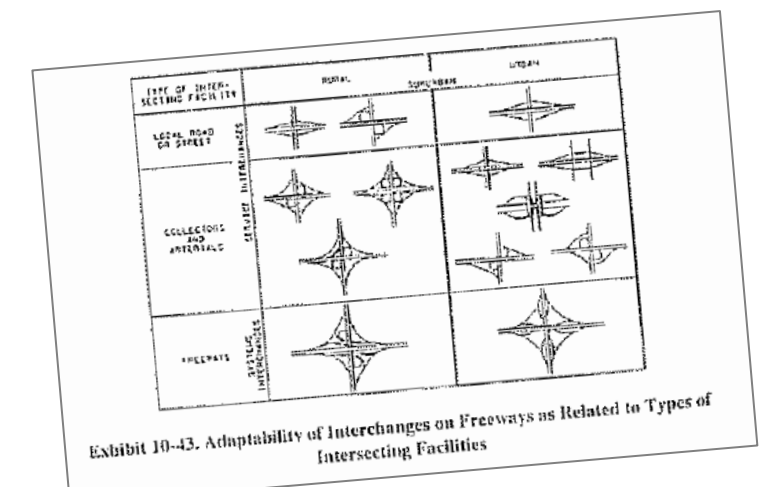 TYPE OF INTER-
SECTING FACILITY
RURAL
SUBURBAN
URBAN
LOCAL ROAD
OR STREET
SERVICE INTERCHANGES
COLLECTORS
AND
ARTERIALS
FREEWAYS
SYSTEMS
INTERCHANGES
Exhibit 10-43. Adaptability of Interchanges on Freeways as Related to Types of
Intersecting Facilities